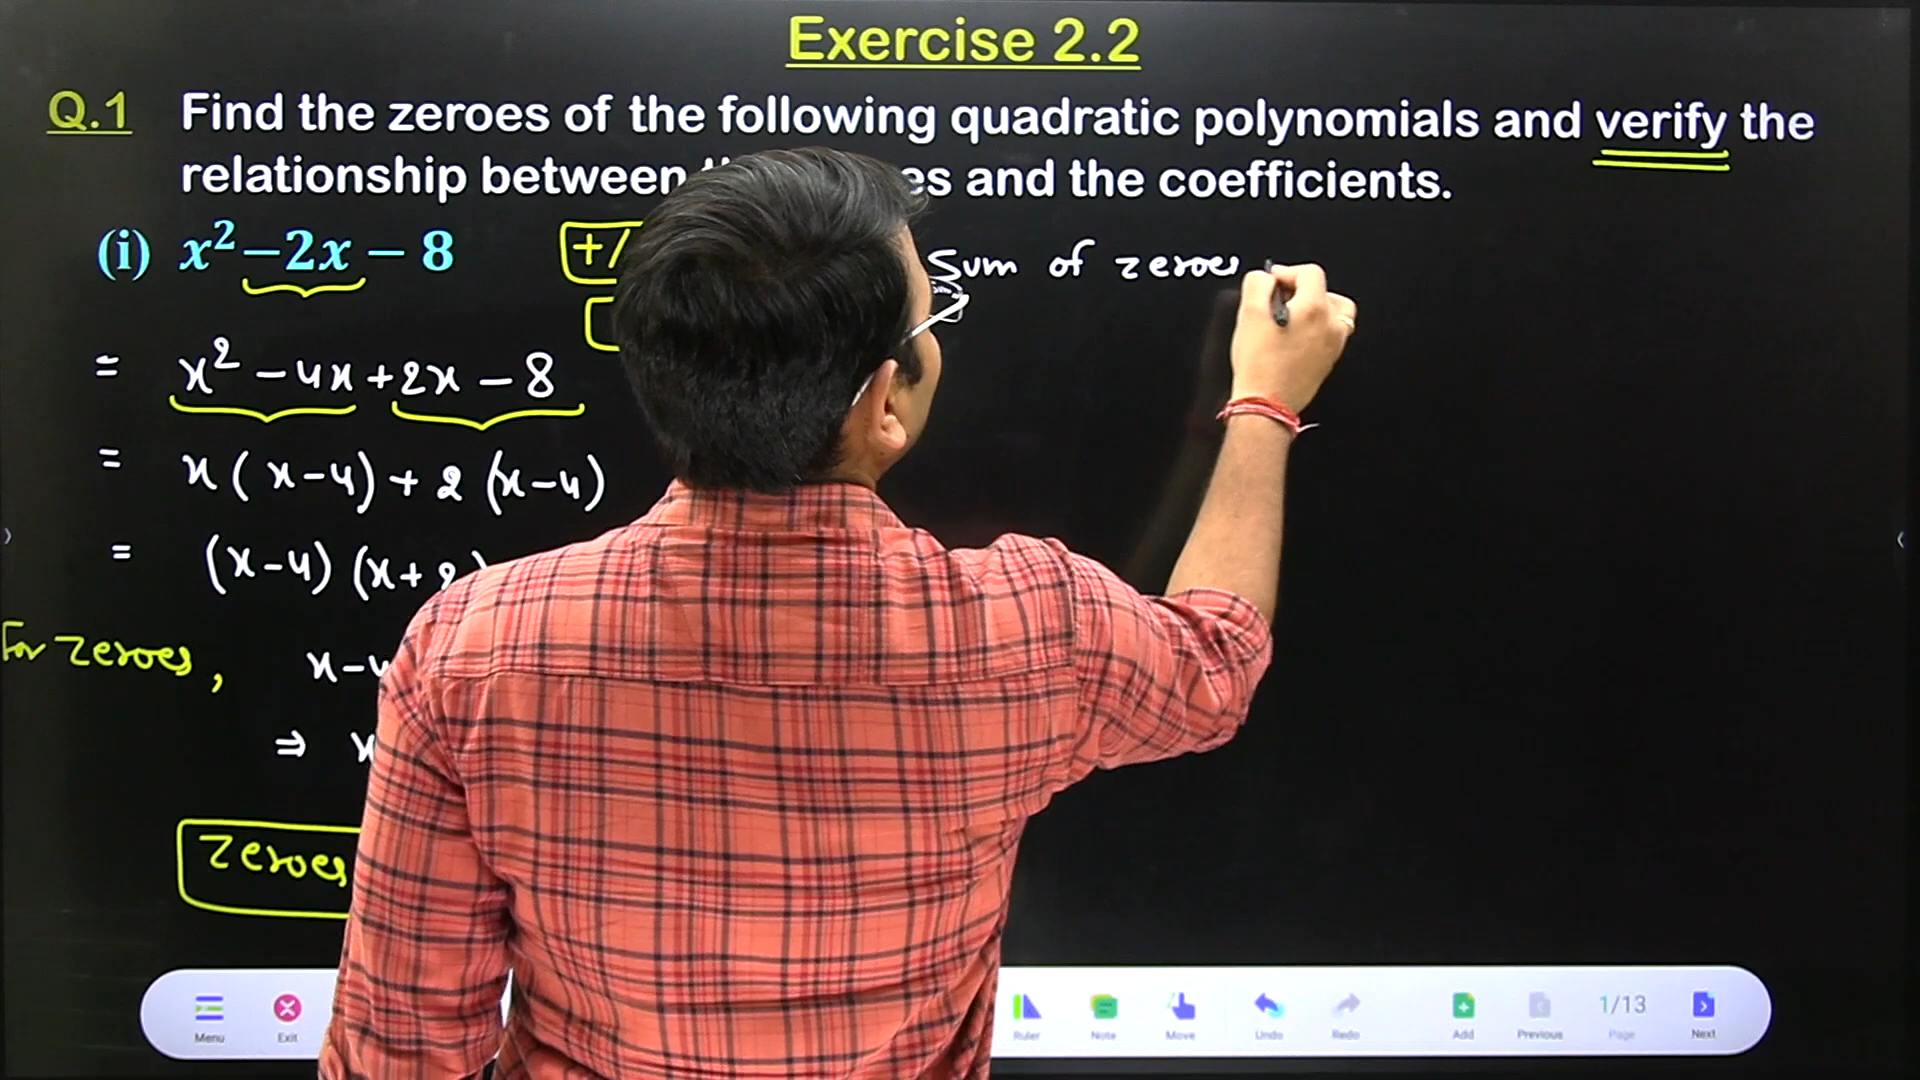 Exercise 2.2
Q.1 Find the zeroes of the following quadratic polynomials and verify the
relationship between es and the coefficients.
(i) x² −2x − 8 +/
Sum of zeroes
= x² − 4x + 2x − 8
= x(x−4) + 2(x−4)
= (x−4)(x+2)
For zeroes, x−4
⇒ x
Zeroes
Menu Exit Ruler Note Move Undo Redo Add Previous 1/13 Page Next